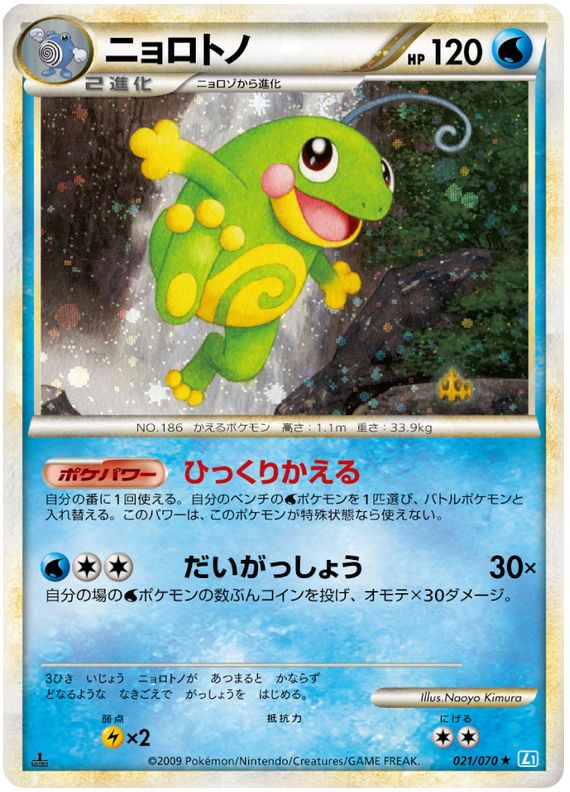 ニョロトノ
HP 120
2進化
ニョロゾから進化
NO.186 かえるポケモン 高さ:1.1m 重さ:33.9kg
ポケパワー ひっくりかえる
自分の番に1回使える。自分のベンチの ポケモンを1匹選び、バトルポケモンと
入れ替える。このパワーは、このポケモンが特殊状態なら使えない。
だいがっしょう 30×
自分の場の ポケモンの数ぶんコインを投げ、オモテ×30ダメージ。
3ひき いじょう ニョロトノが あつまると かならず
どなるような なきごえで がっしょうを はじめる。
Illus. Naoyo Kimura
弱点 抵抗力 にげる
×2
1
©2009 Pokémon/Nintendo/Creatures/GAME FREAK.
L1
021/070 ★